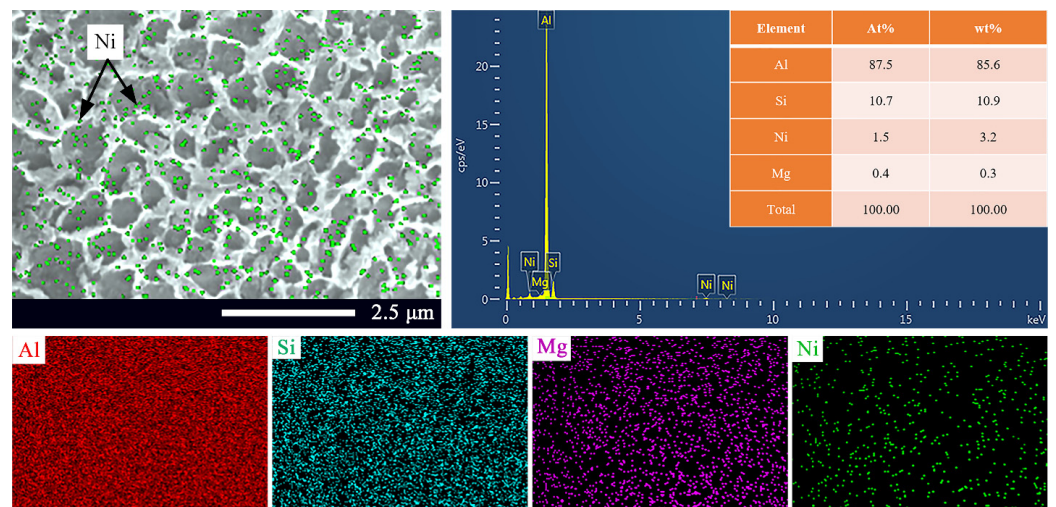 Ni
2.5 μm
Al
20
15
10
5
0
cps/eV
Ni
Mg
Si
Ni
Ni
0
5
10
15
keV
Element At% wt%
Al 87.5 85.6
Si 10.7 10.9
Ni 1.5 3.2
Mg 0.4 0.3
Total 100.00 100.00
Al
Si
Mg
Ni